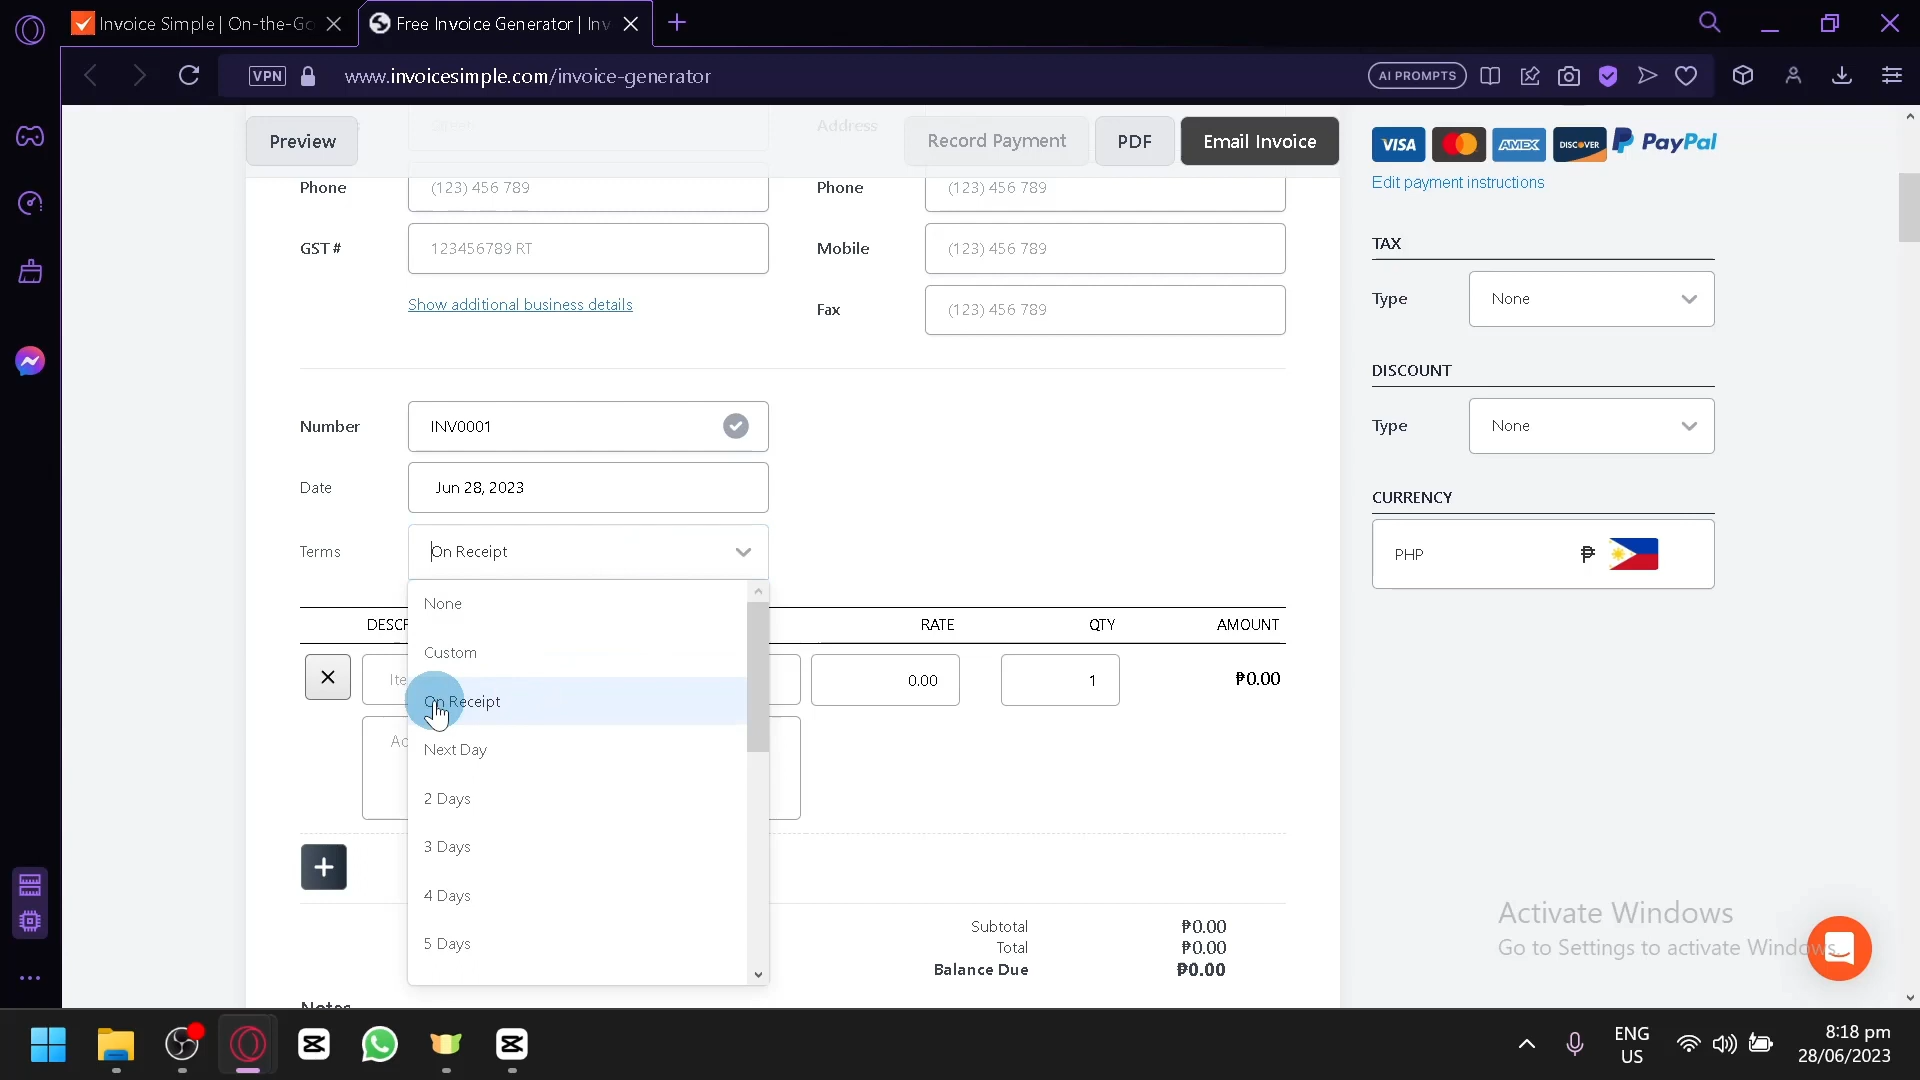 Invoice Simple | On-the-Go
Free Invoice Generator | Inv
VPN
www.invoicesimple.com/invoice-generator
AI PROMPTS
Preview
Record Payment
PDF
Email Invoice
Address
Phone
(123) 456 789
Phone
(123) 456 789
GST #
123456789 RT
Mobile
(123) 456 789
Show additional business details
Fax
(123) 456 789
Number
INV0001
Date
Jun 28, 2023
Terms
On Receipt
None
Custom
On Receipt
Next Day
2 Days
3 Days
4 Days
5 Days
DESCR
RATE
QTY
AMOUNT
Ite
0.00
1
₱0.00
Subtotal
₱0.00
Total
₱0.00
Balance Due
₱0.00
Notes
VISA
AMEX
DISCOVER
PayPal
Edit payment instructions
TAX
Type
None
DISCOUNT
Type
None
CURRENCY
PHP
₱
Activate Windows
Go to Settings to activate Windows.
ENG
US
8:18 pm
28/06/2023